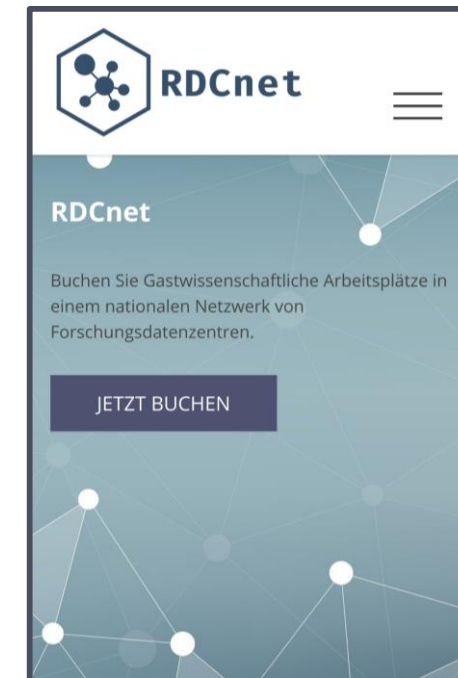 RDCnet
RDCnet
Buchen Sie Gastwissenschaftliche Arbeitsplätze in
einem nationalen Netzwerk von
Forschungsdatenzentren.
JETZT BUCHEN